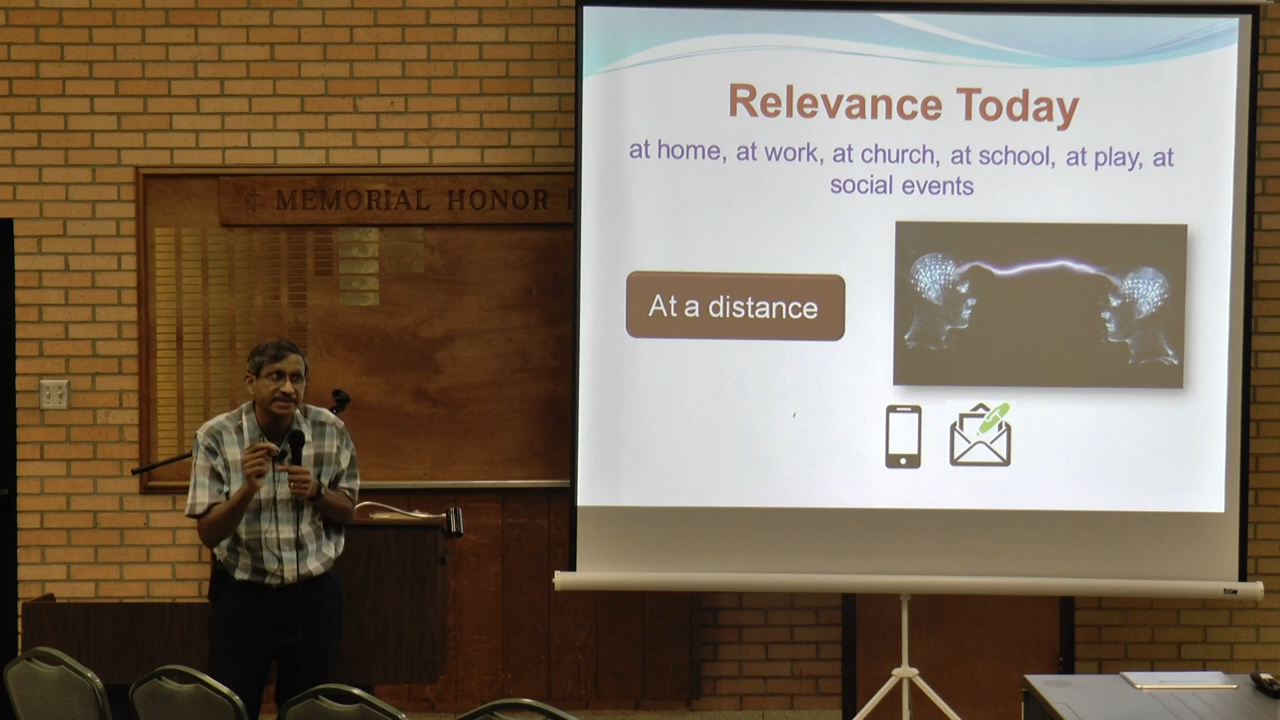 Relevance Today
at home, at work, at church, at school, at play, at
social events
At a distance
MEMORIAL HONOR